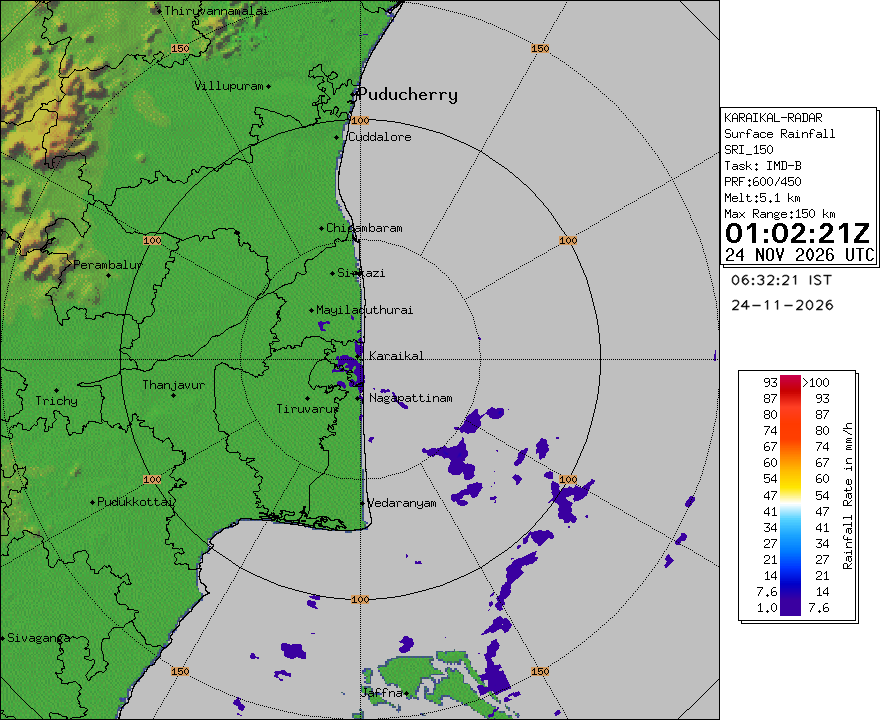 Thiruvannamalai
150
150
Villupuram
Puducherry
100
Cuddalore
Chidambaram
100
100
Perambalur
Sirkazi
Mayiladuthurai
Karaikal
Thanjavur
Trichy
Nagapattinam
Tiruvarur
100
100
Pudukkottai
Vedaranyam
100
Sivaganga
150
150
Jaffna
KARAIKAL-RADAR
Surface Rainfall
SRI_150
Task: IMD-B
PRF:600/450
Melt:5.1 km
Max Range:150 km
01:02:21Z
24 NOV 2026 UTC
06:32:21 IST
24-11-2026
93 >100
87 93
80 87
74 80
67 74
60 67
54 60
47 54
41 47
34 41
27 34
21 27
14 21
7.6 14
1.0 7.6
Rainfall Rate in mm/h